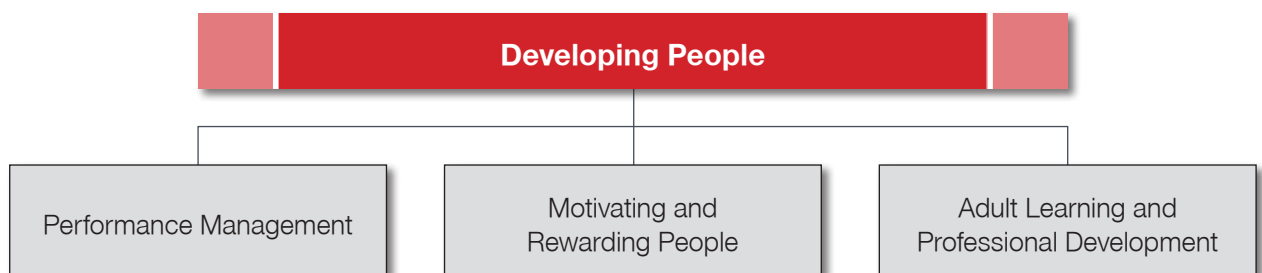 Developing People
Performance Management
Motivating and
Rewarding People
Adult Learning and
Professional Development